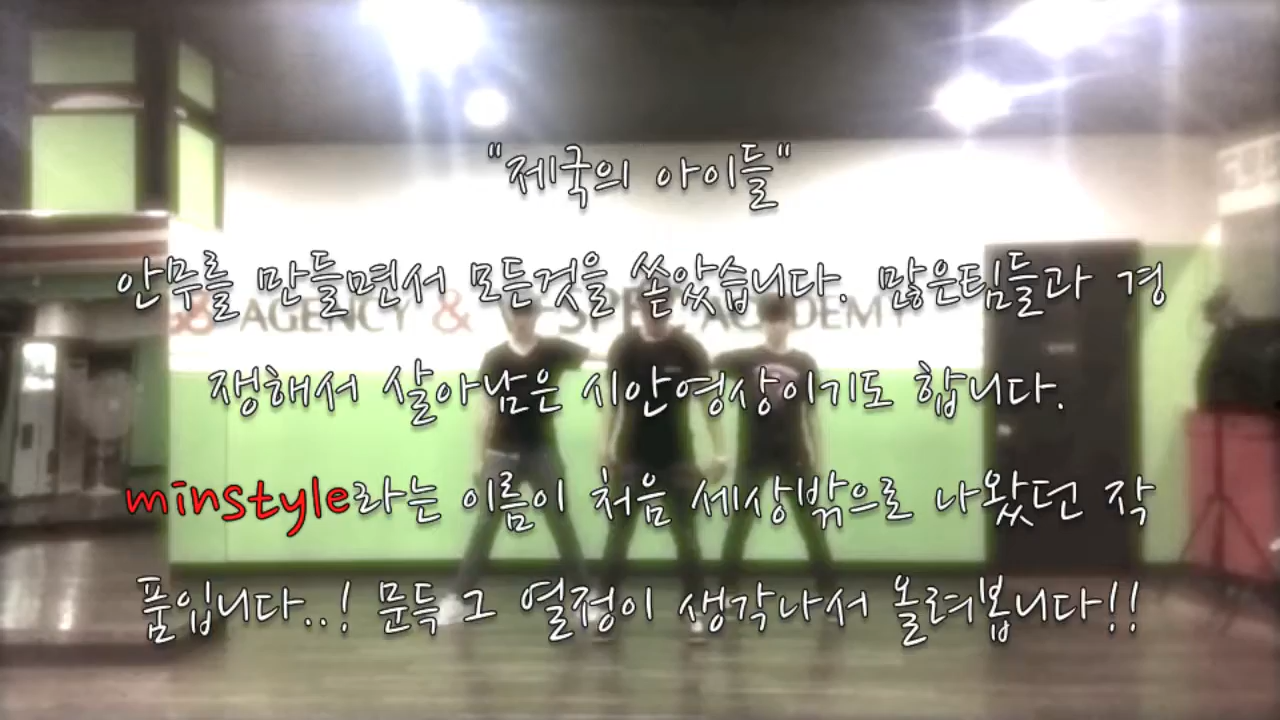 "제국의 아이들"
안무를 만들면서 모든것을 쏟았습니다. 많은팀들과 경
AGENCY & ACADEMY
쟁해서 살아남은 시안영상이기도 합니다.
minstyle라는 이름이 처음 세상밖으로 나왔던 작
품입니다..! 문득 그 열정이 생각나서 올려봅니다!!